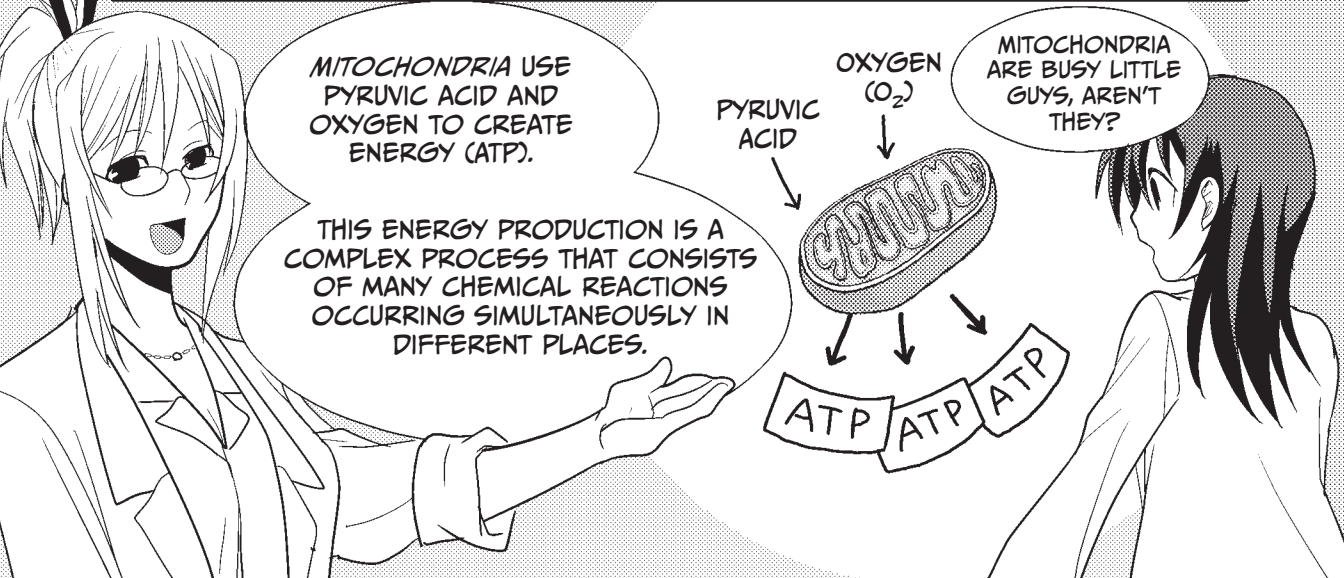 MITOCHONDRIA USE
PYRUVIC ACID AND
OXYGEN TO CREATE
ENERGY (ATP).
THIS ENERGY PRODUCTION IS A
COMPLEX PROCESS THAT CONSISTS
OF MANY CHEMICAL REACTIONS
OCCURRING SIMULTANEOUSLY IN
DIFFERENT PLACES.
PYRUVIC
ACID
OXYGEN
(O₂)
MITOCHONDRIA
ARE BUSY LITTLE
GUYS, AREN'T
THEY?
ATP
ATP
ATP